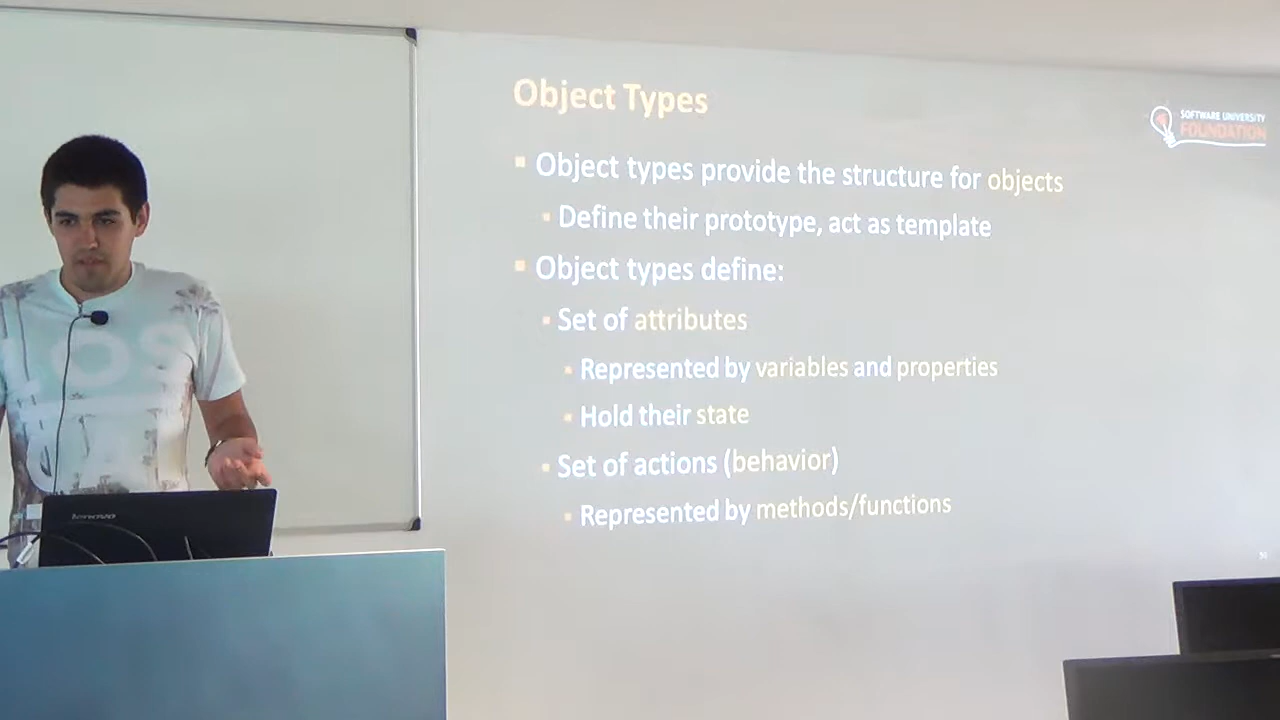 Object Types
SOFTWARE UNIVERSITY
FOUNDATION
Object types provide the structure for objects
Define their prototype, act as template
Object types define:
Set of attributes
Represented by variables and properties
Hold their state
Set of actions (behavior)
Represented by methods/functions
lenovo